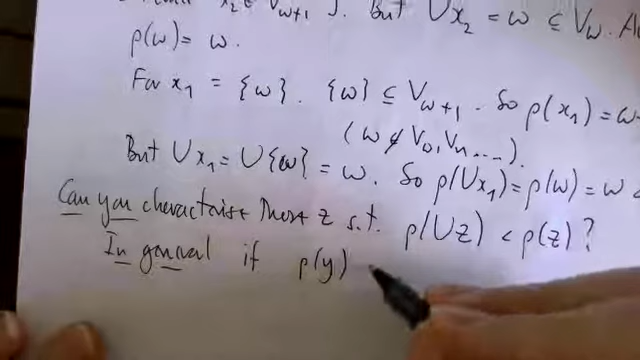 x₂ ∈ V_{ω+1} S. But ∪x₂ = ω ⊆ V_ω.
ρ(ω) = ω.
For x₁ = {ω}. {ω} ⊆ V_{ω+1}. So ρ(x₁) = ω
(ω ⊈ V₀, V₁, ....).
But ∪x₁ = ∪{ω} = ω. So ρ(∪x₁) = ρ(ω) = ω <
Can you characterise those z s.t. ρ(∪z) < ρ(z)?
In general if ρ(y)